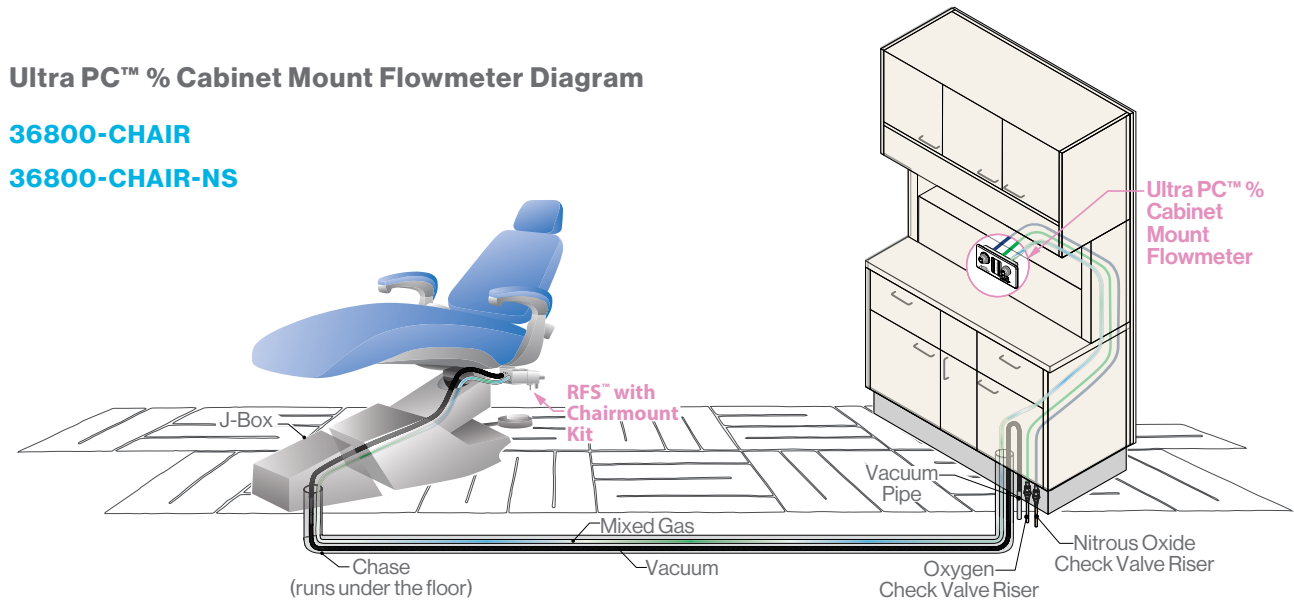 Ultra PC™ % Cabinet Mount Flowmeter Diagram
36800-CHAIR
36800-CHAIR-NS
Ultra PC™ %
Cabinet
Mount
Flowmeter
RFS™ with
Chairmount
Kit
J-Box
Vacuum
Pipe
Mixed Gas
Nitrous Oxide
Check Valve Riser
Chase
(runs under the floor)
Vacuum
Oxygen
Check Valve Riser